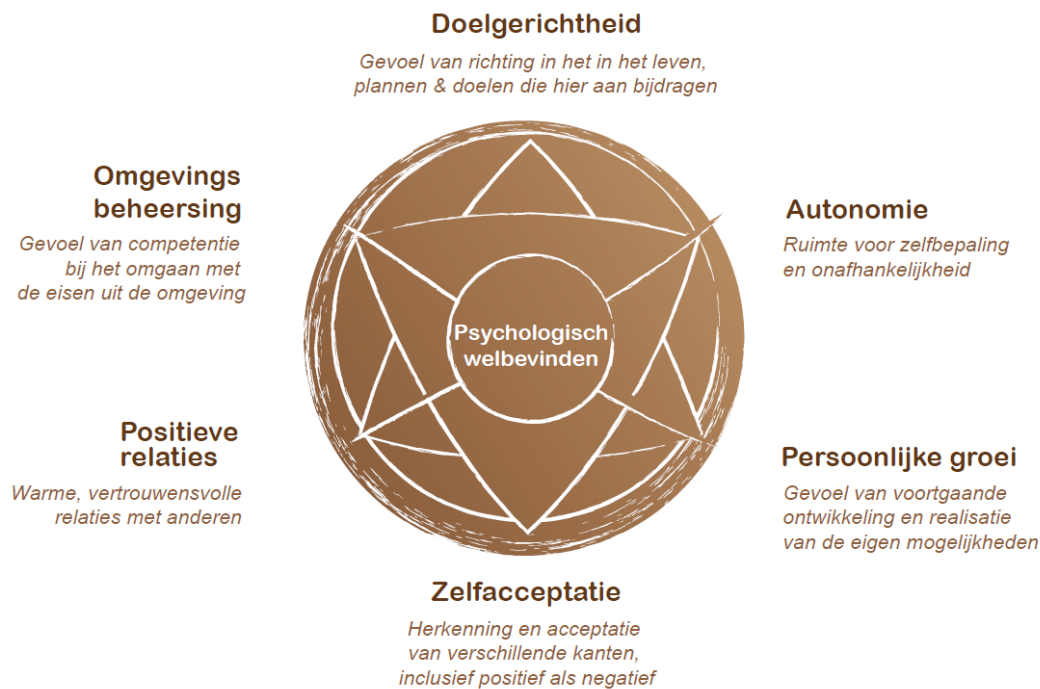 Doelgerichtheid
Gevoel van richting in het in het leven,
plannen & doelen die hier aan bijdragen
Omgevings
beheersing
Gevoel van competentie
bij het omgaan met
de eisen uit de omgeving
Autonomie
Ruimte voor zelfbepaling
en onafhankelijkheid
Psychologisch
welbevinden
Positieve
relaties
Warme, vertrouwensvolle
relaties met anderen
Persoonlijke groei
Gevoel van voortgaande
ontwikkeling en realisatie
van de eigen mogelijkheden
Zelfacceptatie
Herkenning en acceptatie
van verschillende kanten,
inclusief positief als negatief